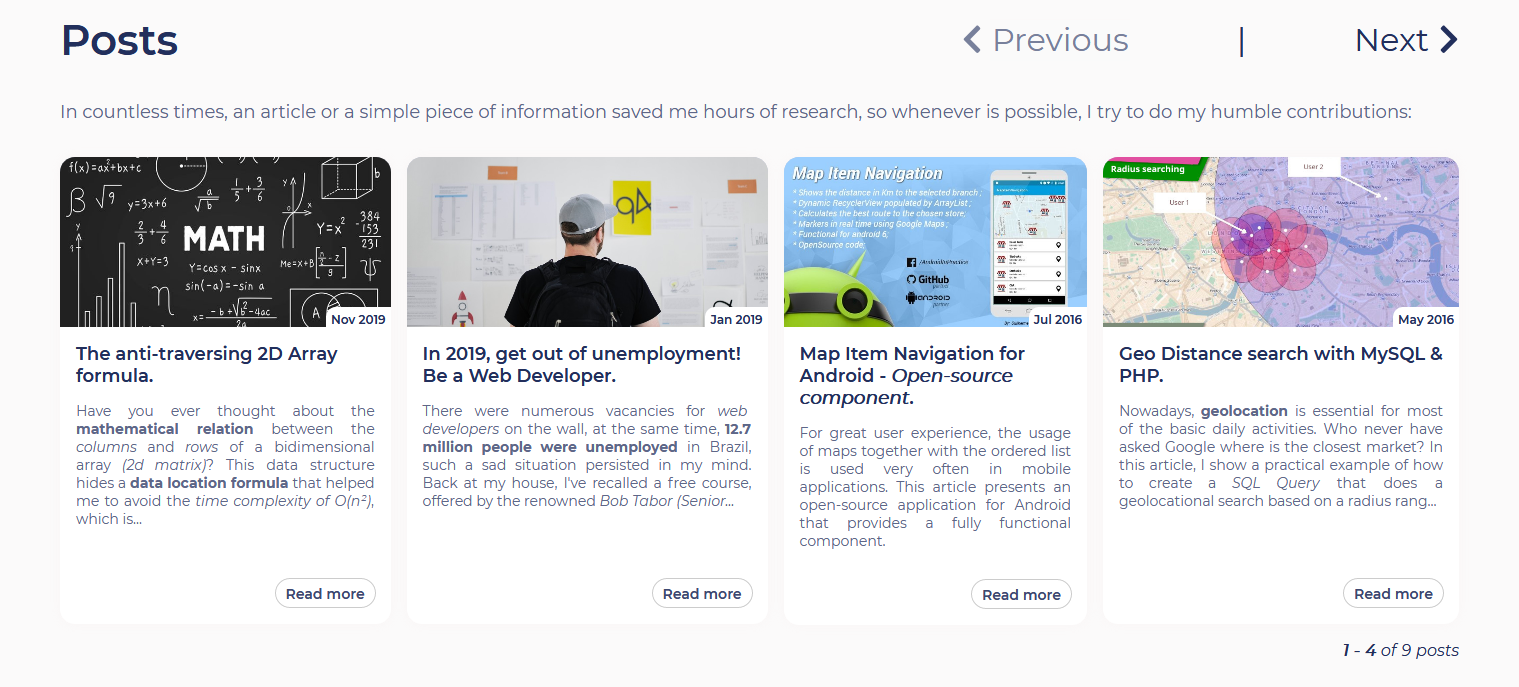 Posts
Previous | Next
In countless times, an article or a simple piece of information saved me hours of research, so whenever is possible, I try to do my humble contributions:
f(x)=ax²+bx+c
y=3x+6
MATH
X+Y=3
Y=cos x - sinx
sin(-a)=-sin a
384
153
231
A
Nov 2019
The anti-traversing 2D Array
formula.
Have you ever thought about the
mathematical relation between the
columns and rows of a bidimensional
array (2d matrix)? This data structure
hides a data location formula that helped
me to avoid the time complexity of O(n²),
which is...
Read more
Jan 2019
In 2019, get out of unemployment!
Be a Web Developer.
There were numerous vacancies for web
developers on the wall, at the same time, 12.7
million people were unemployed in Brazil,
such a sad situation persisted in my mind.
Back at my house, I've recalled a free course,
offered by the renowned Bob Tabor (Senior...
Read more
Map Item Navigation
* Shows the distance in Km to the selected branch;
* Dynamic RecyclerView populated by ArrayList;
* Calculates the best route to the chosen store;
* Markers in real time using Google Maps;
* Functional for android 6;
* OpenSource code;
/AndroidInPractice
GitHub
ANDROID
Jul 2016
Map Item Navigation for
Android - Open-source
component.
For great user experience, the usage
of maps together with the ordered list
is used very often in mobile
applications. This article presents an
open-source application for Android
that provides a fully functional
component.
Read more
Radius searching
User 2
User 1
May 2016
Geo Distance search with MySQL &
PHP.
Nowadays, geolocation is essential for most
of the basic daily activities. Who never have
asked Google where is the closest market? In
this article, I show a practical example of how
to create a SQL Query that does a
geolocational search based on a radius rang...
Read more
1 - 4 of 9 posts